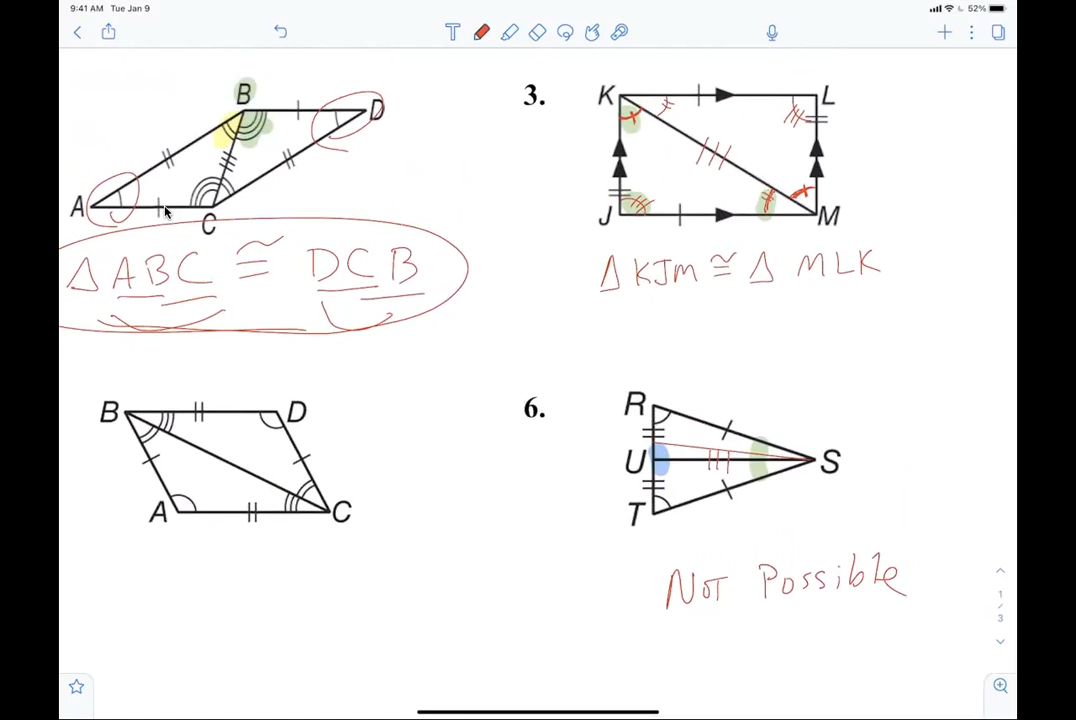 9:41 AM Tue Jan 9
52%
B
D
A
C
Δ ABC ≅ DCB
3.
K
L
J
M
Δ KJM ≅ Δ MLK
B
D
A
C
6.
R
U
S
T
NOT Possible
1
/
3